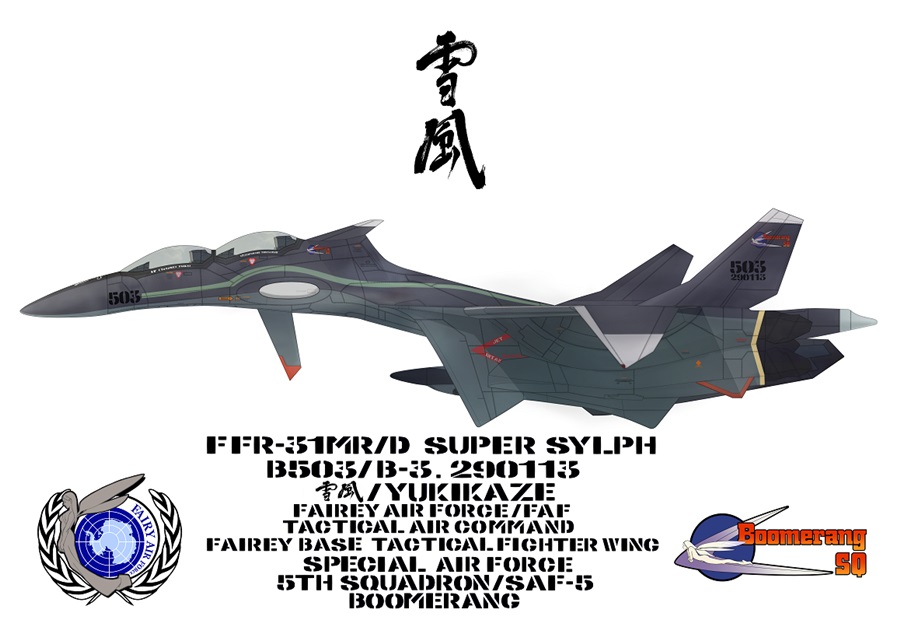 雪
風
503
503
290113
FFR-31MR/D SUPER SYLPH
B503/B-3. 290113
雪風/YUKIKAZE
FAIREY AIR FORCE/FAF
TACTICAL AIR COMMAND
FAIREY BASE TACTICAL FIGHTER WING
SPECIAL AIR FORCE
5TH SQUADRON/SAF-5
BOOMERANG
FAIRY AIR FORCE
Boomerang
SQ